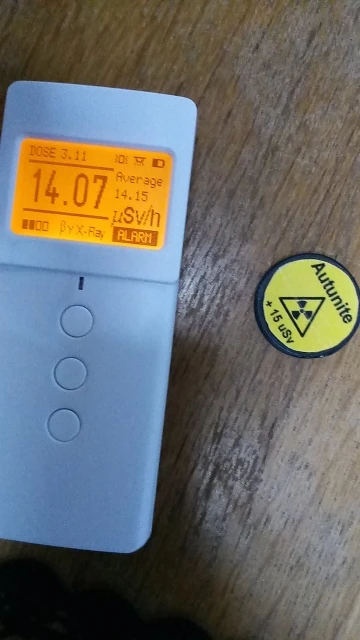 DOSE 3.11
14.07
Average
14.15
µSv/h
βγ X-Ray
ALARM
Autunite
+ 15 uSv